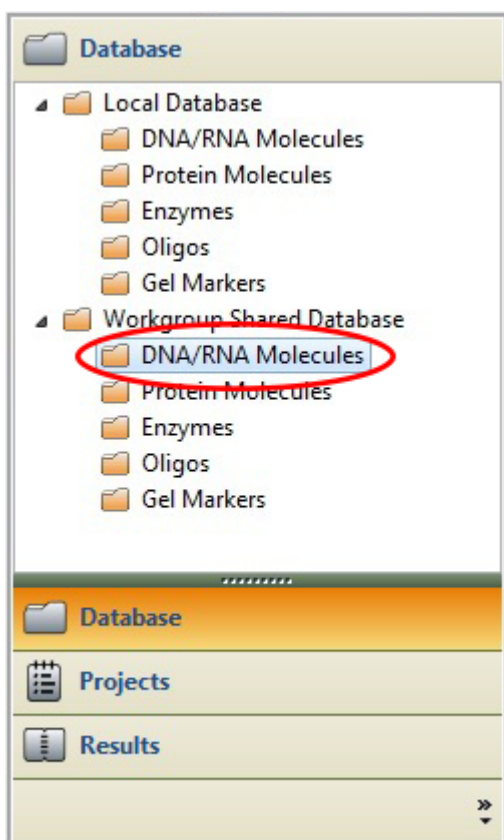 Database
Local Database
DNA/RNA Molecules
Protein Molecules
Enzymes
Oligos
Gel Markers
Workgroup Shared Database
DNA/RNA Molecules
Protein Molecules
Enzymes
Oligos
Gel Markers
Database
Projects
Results